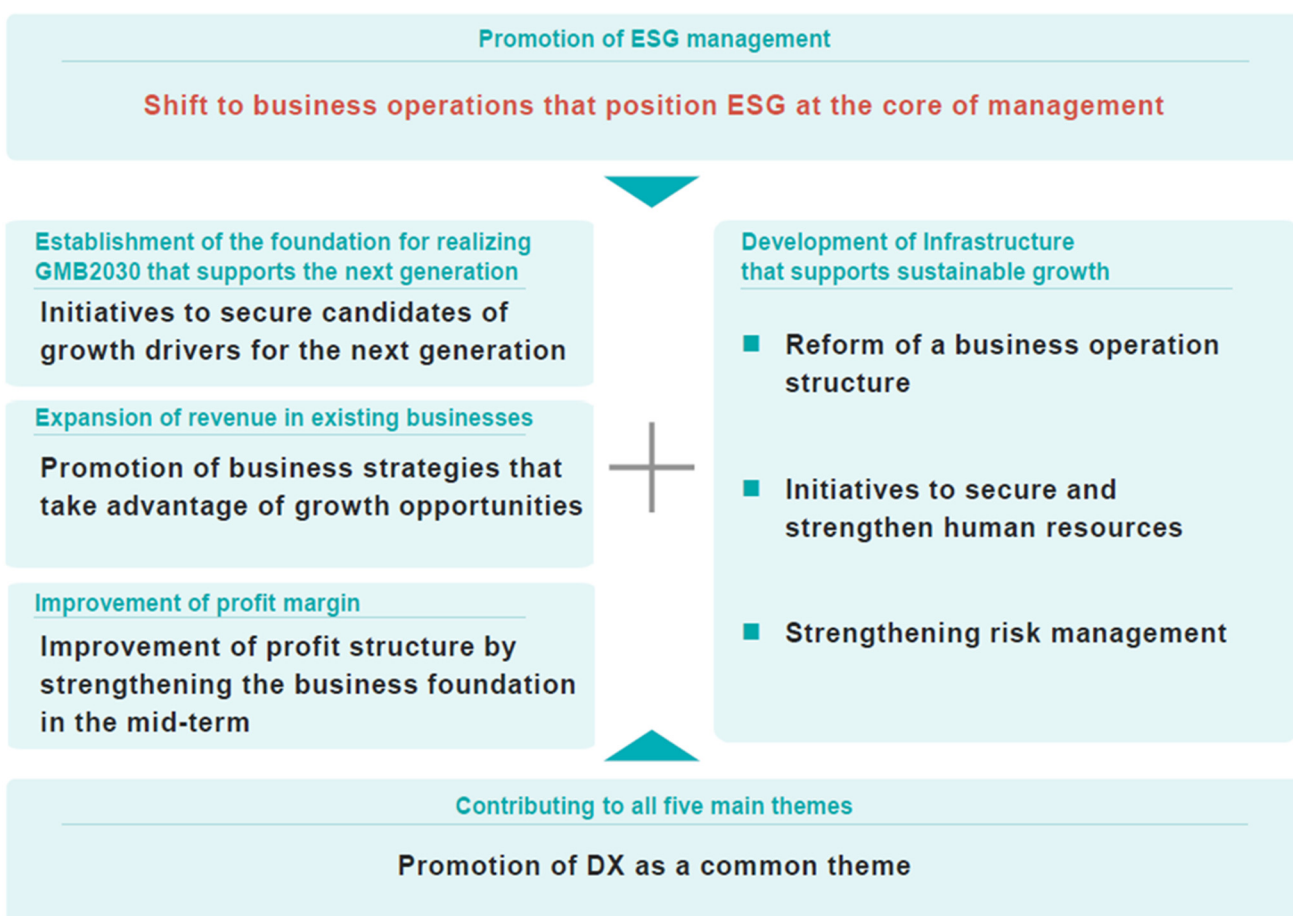 Promotion of ESG management
Shift to business operations that position ESG at the core of management
Establishment of the foundation for realizing
GMB2030 that supports the next generation
Initiatives to secure candidates of
growth drivers for the next generation
Expansion of revenue in existing businesses
Promotion of business strategies that
take advantage of growth opportunities
Improvement of profit margin
Improvement of profit structure by
strengthening the business foundation
in the mid-term
Development of Infrastructure
that supports sustainable growth
Reform of a business operation
structure
Initiatives to secure and
strengthen human resources
Strengthening risk management
Contributing to all five main themes
Promotion of DX as a common theme